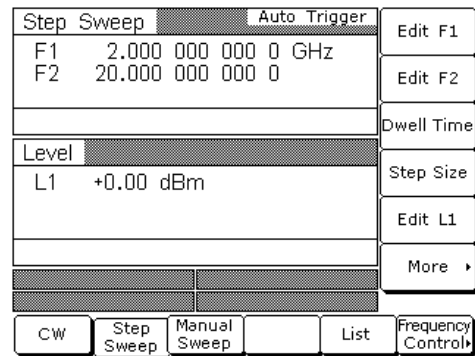 Step Sweep Auto Trigger
F1 2.000 000 000 0 GHz
F2 20.000 000 000 0
Level
L1 +0.00 dBm
Edit F1
Edit F2
Dwell Time
Step Size
Edit L1
More
CW
Step
Sweep
Manual
Sweep
List
Frequency
Control